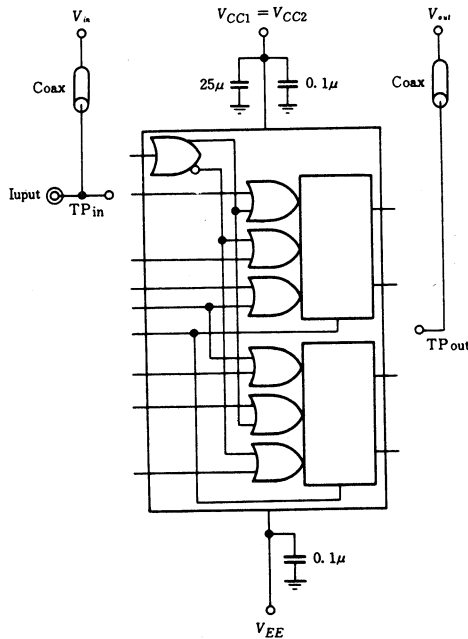 V_in
V_CC1 = V_CC2
V_out
Coax
25μ
0.1μ
Coax
Iuput
TP_in
TP_out
0.1μ
V_EE